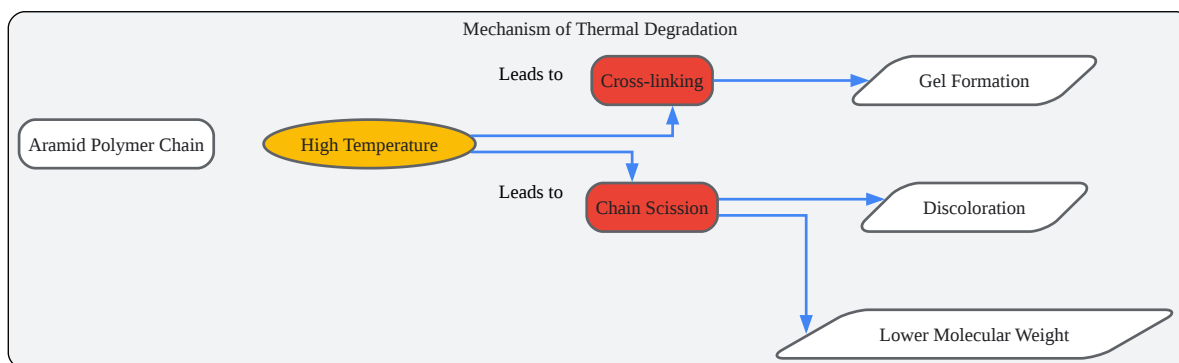 Mechanism of Thermal Degradation
Leads to
Cross-linking
Gel Formation
Aramid Polymer Chain
High Temperature
Leads to
Chain Scission
Discoloration
Lower Molecular Weight